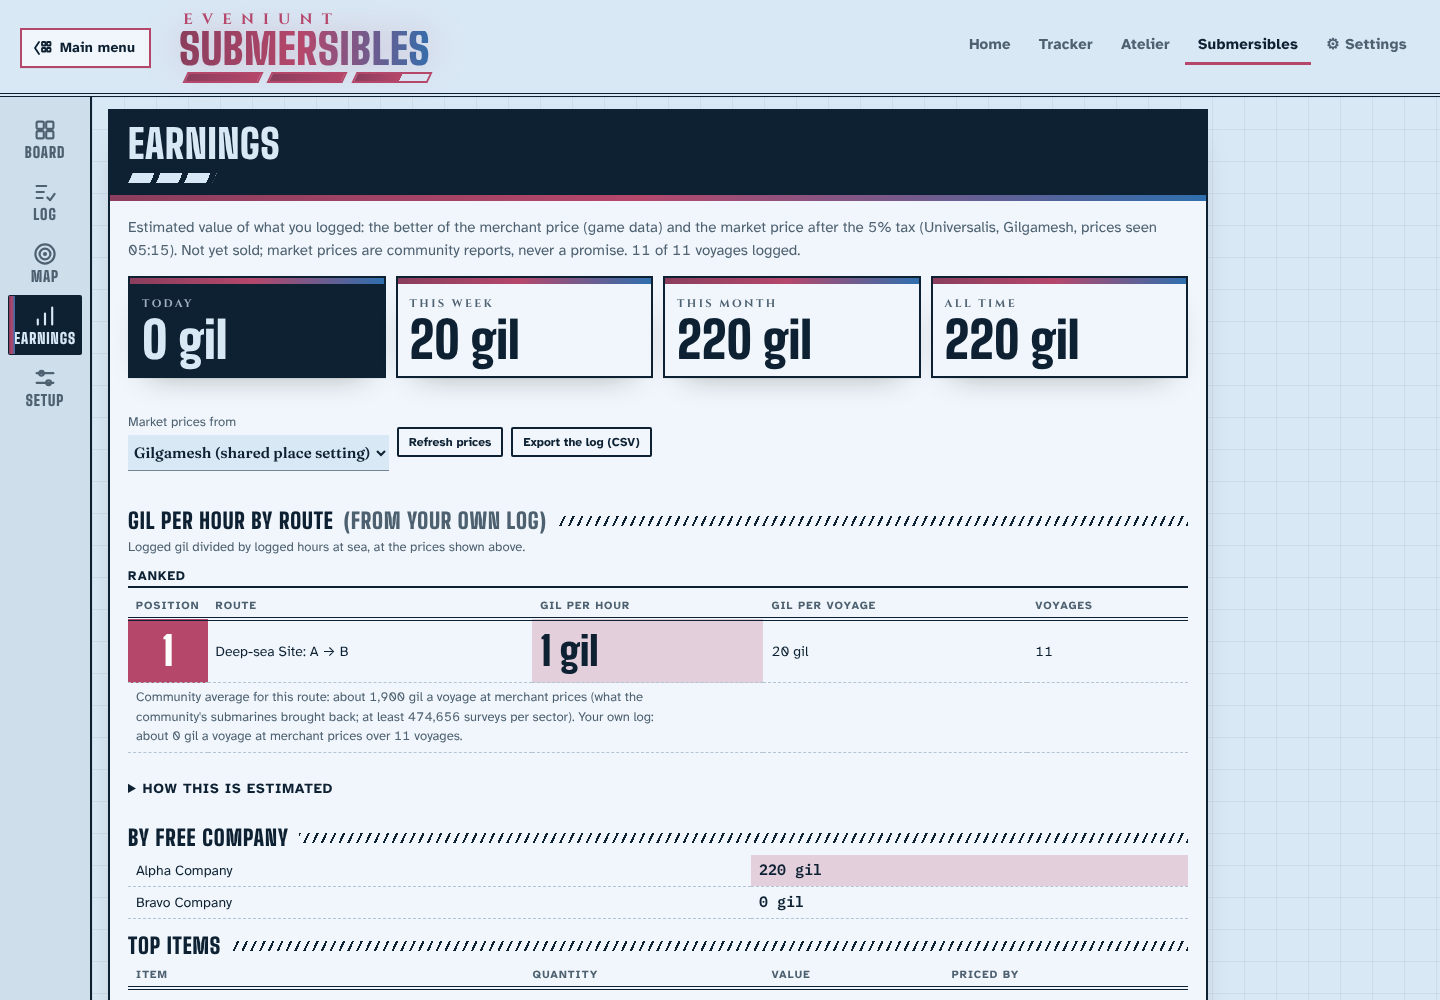 Main menu
EVENIUNT
SUBMERSIBLES
Home
Tracker
Atelier
Submersibles
Settings
BOARD
LOG
MAP
EARNINGS
SETUP
EARNINGS
Estimated value of what you logged: the better of the merchant price (game data) and the market price after the 5% tax (Universalis, Gilgamesh, prices seen
05:15). Not yet sold; market prices are community reports, never a promise. 11 of 11 voyages logged.
TODAY
0 gil
THIS WEEK
20 gil
THIS MONTH
220 gil
ALL TIME
220 gil
Market prices from
Gilgamesh (shared place setting)
Refresh prices
Export the log (CSV)
GIL PER HOUR BY ROUTE (FROM YOUR OWN LOG)
Logged gil divided by logged hours at sea, at the prices shown above.
RANKED
POSITION ROUTE GIL PER HOUR GIL PER VOYAGE VOYAGES
1 Deep-sea Site: A → B 1 gil 20 gil 11
Community average for this route: about 1,900 gil a voyage at merchant prices (what the
community's submarines brought back; at least 474,656 surveys per sector). Your own log:
about 0 gil a voyage at merchant prices over 11 voyages.
HOW THIS IS ESTIMATED
BY FREE COMPANY
Alpha Company 220 gil
Bravo Company 0 gil
TOP ITEMS
ITEM QUANTITY VALUE PRICED BY